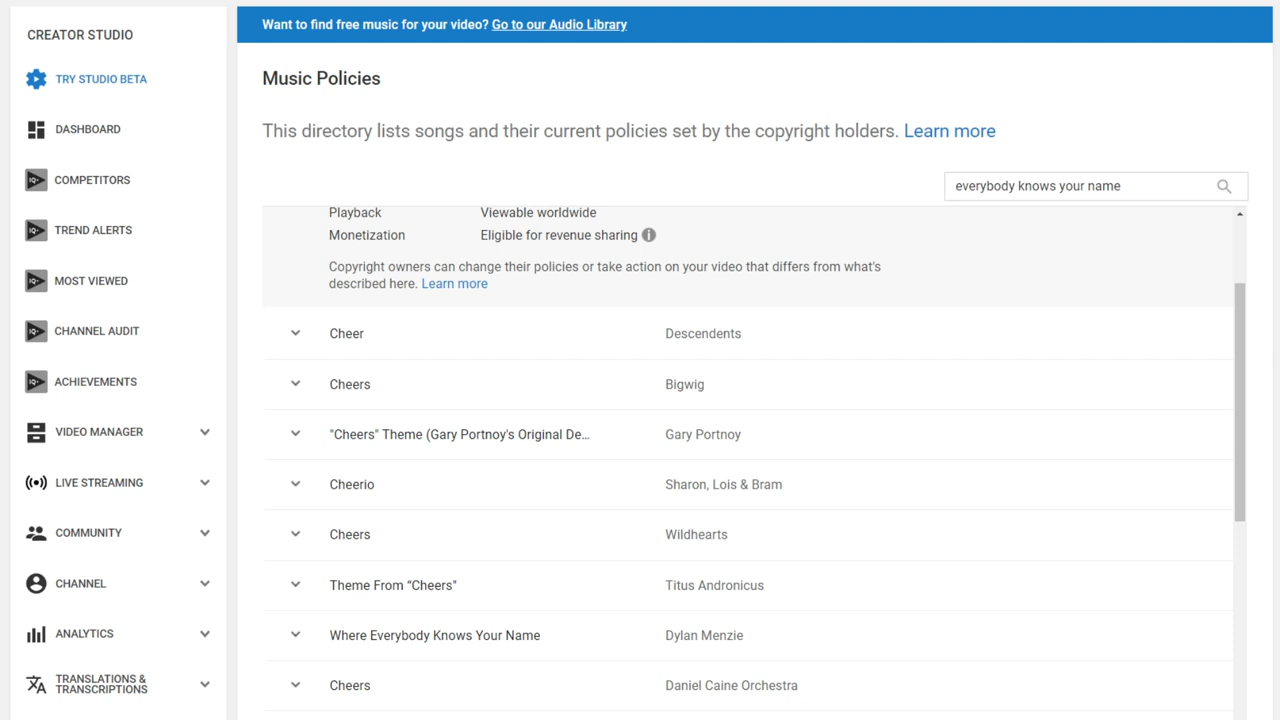 CREATOR STUDIO
TRY STUDIO BETA
DASHBOARD
IQ+ COMPETITORS
IQ+ TREND ALERTS
IQ+ MOST VIEWED
IQ+ CHANNEL AUDIT
IQ+ ACHIEVEMENTS
VIDEO MANAGER
LIVE STREAMING
COMMUNITY
CHANNEL
ANALYTICS
TRANSLATIONS &
TRANSCRIPTIONS
Want to find free music for your video? Go to our Audio Library
Music Policies
This directory lists songs and their current policies set by the copyright holders. Learn more
everybody knows your name
Playback Viewable worldwide
Monetization Eligible for revenue sharing
Copyright owners can change their policies or take action on your video that differs from what's
described here. Learn more
Cheer Descendents
Cheers Bigwig
"Cheers" Theme (Gary Portnoy's Original De... Gary Portnoy
Cheerio Sharon, Lois & Bram
Cheers Wildhearts
Theme From “Cheers” Titus Andronicus
Where Everybody Knows Your Name Dylan Menzie
Cheers Daniel Caine Orchestra